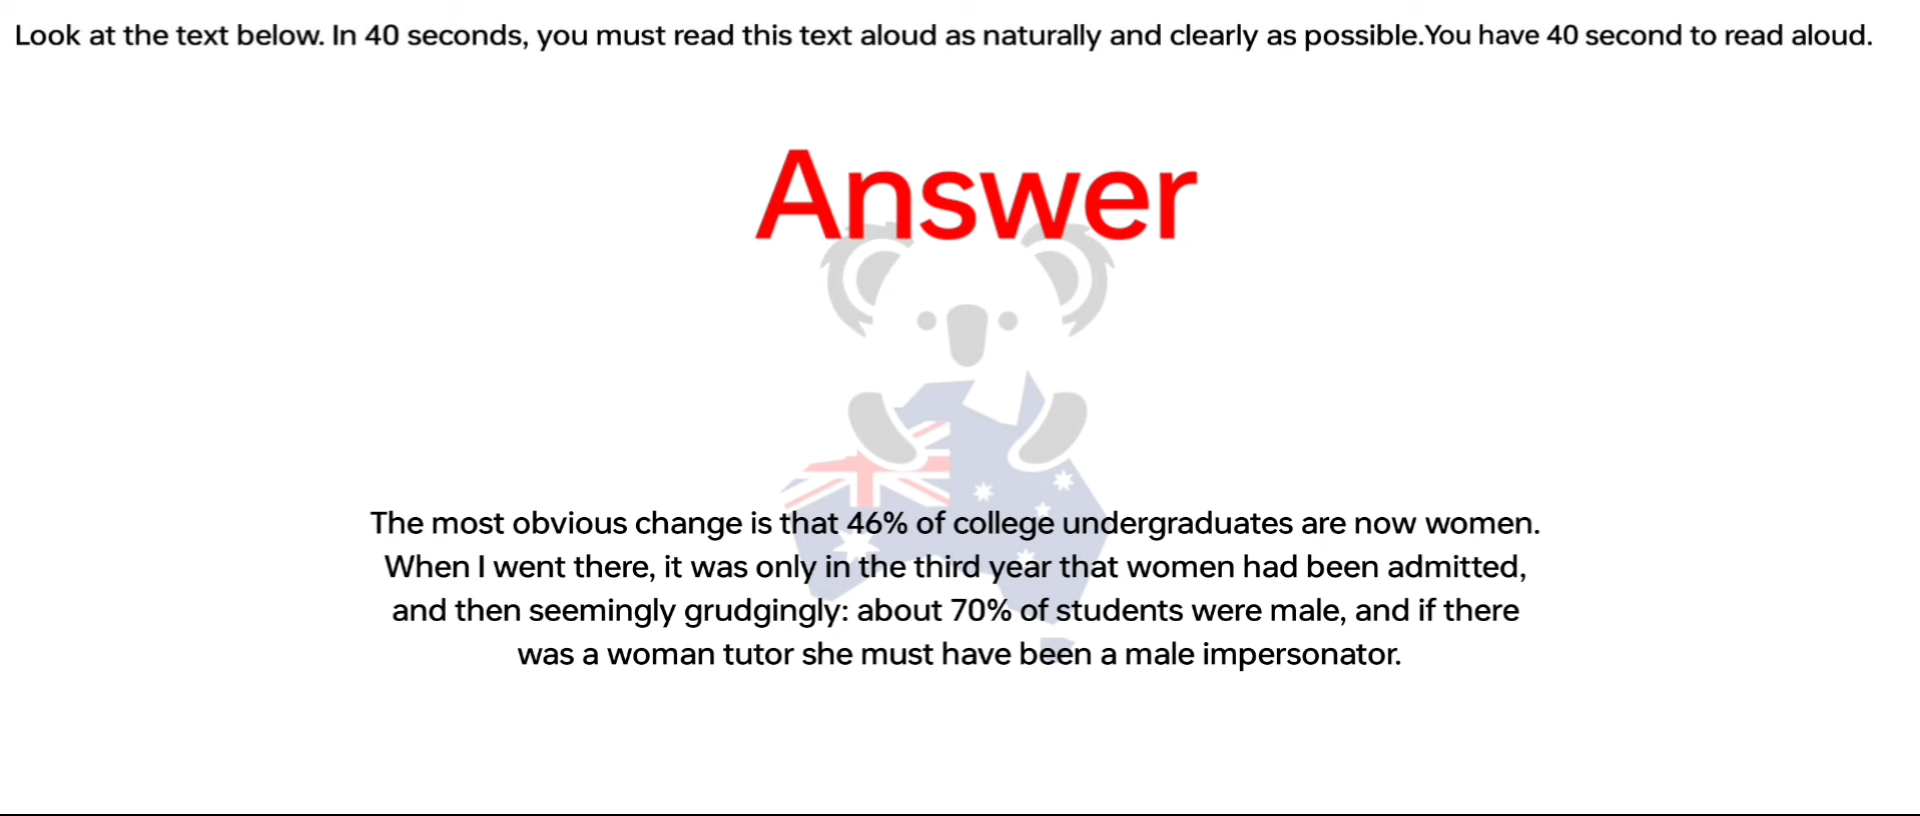 Look at the text below. In 40 seconds, you must read this text aloud as naturally and clearly as possible.You have 40 second to read aloud.
Answer
The most obvious change is that 46% of college undergraduates are now women.
When I went there, it was only in the third year that women had been admitted,
and then seemingly grudgingly: about 70% of students were male, and if there
was a woman tutor she must have been a male impersonator.